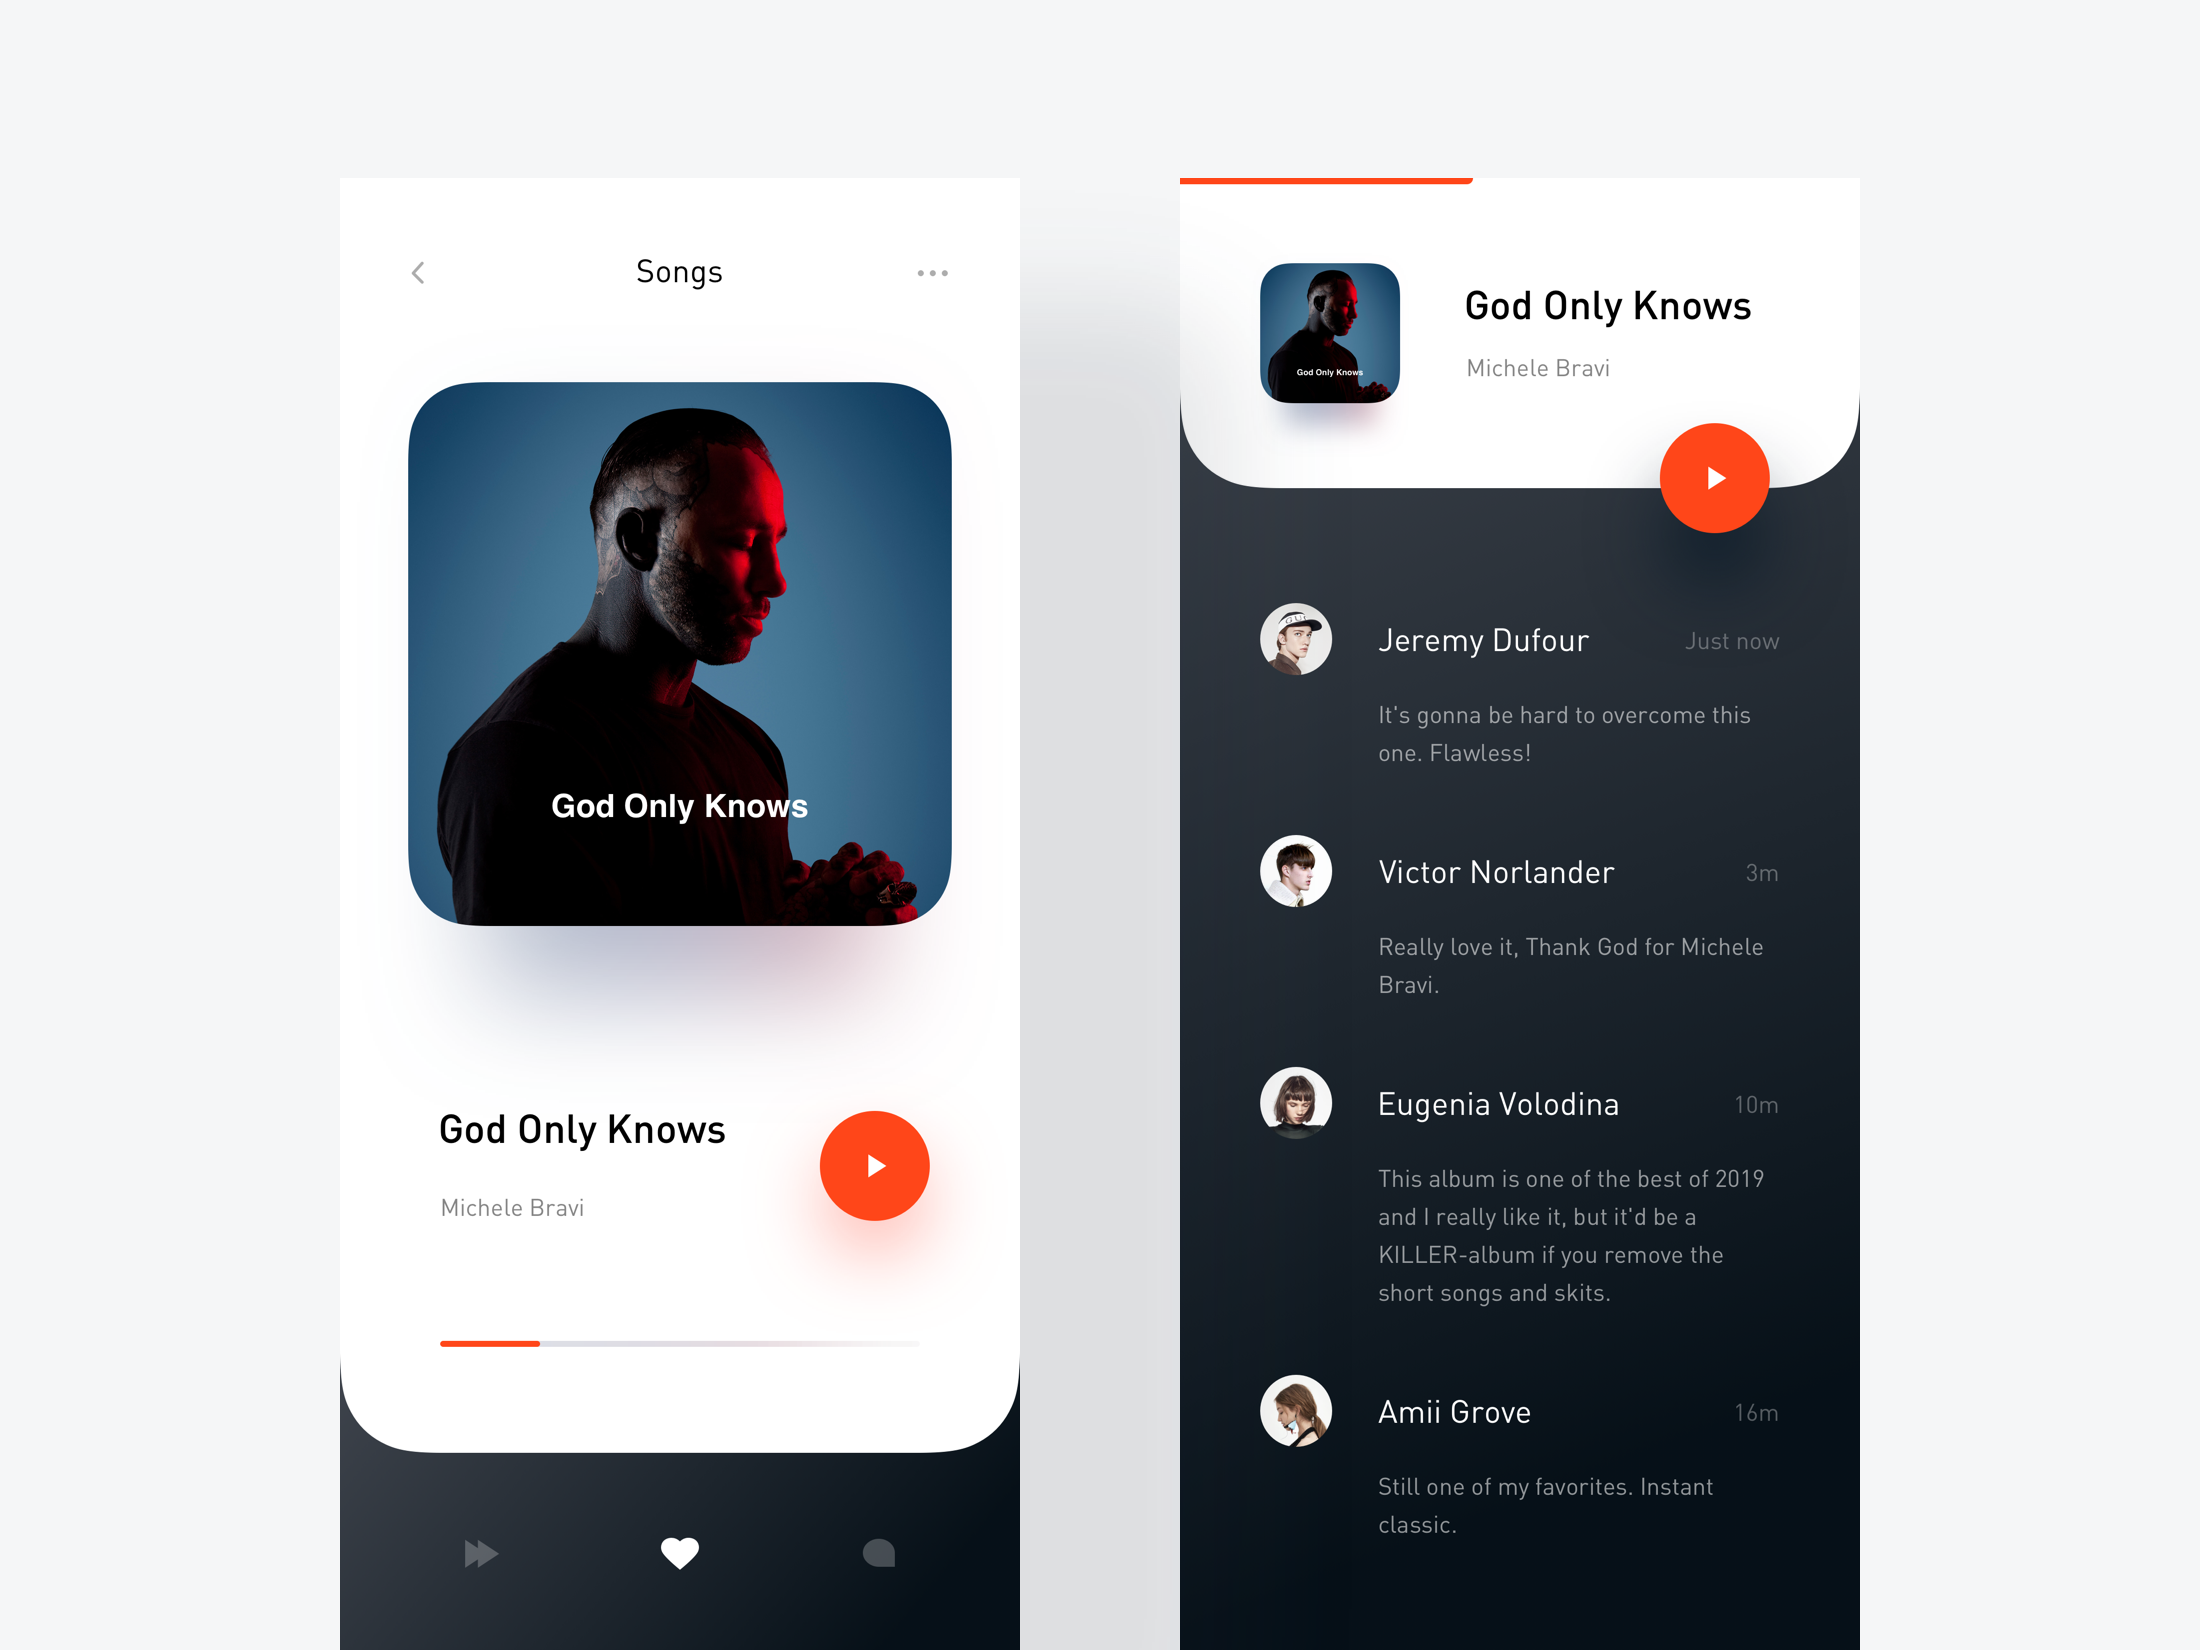 Songs
God Only Knows
God Only Knows
Michele Bravi
God Only Knows
God Only Knows
Michele Bravi
Jeremy Dufour
Just now
It's gonna be hard to overcome this
one. Flawless!
Victor Norlander
3m
Really love it, Thank God for Michele
Bravi.
Eugenia Volodina
10m
This album is one of the best of 2019
and I really like it, but it'd be a
KILLER-album if you remove the
short songs and skits.
Amii Grove
16m
Still one of my favorites. Instant
classic.